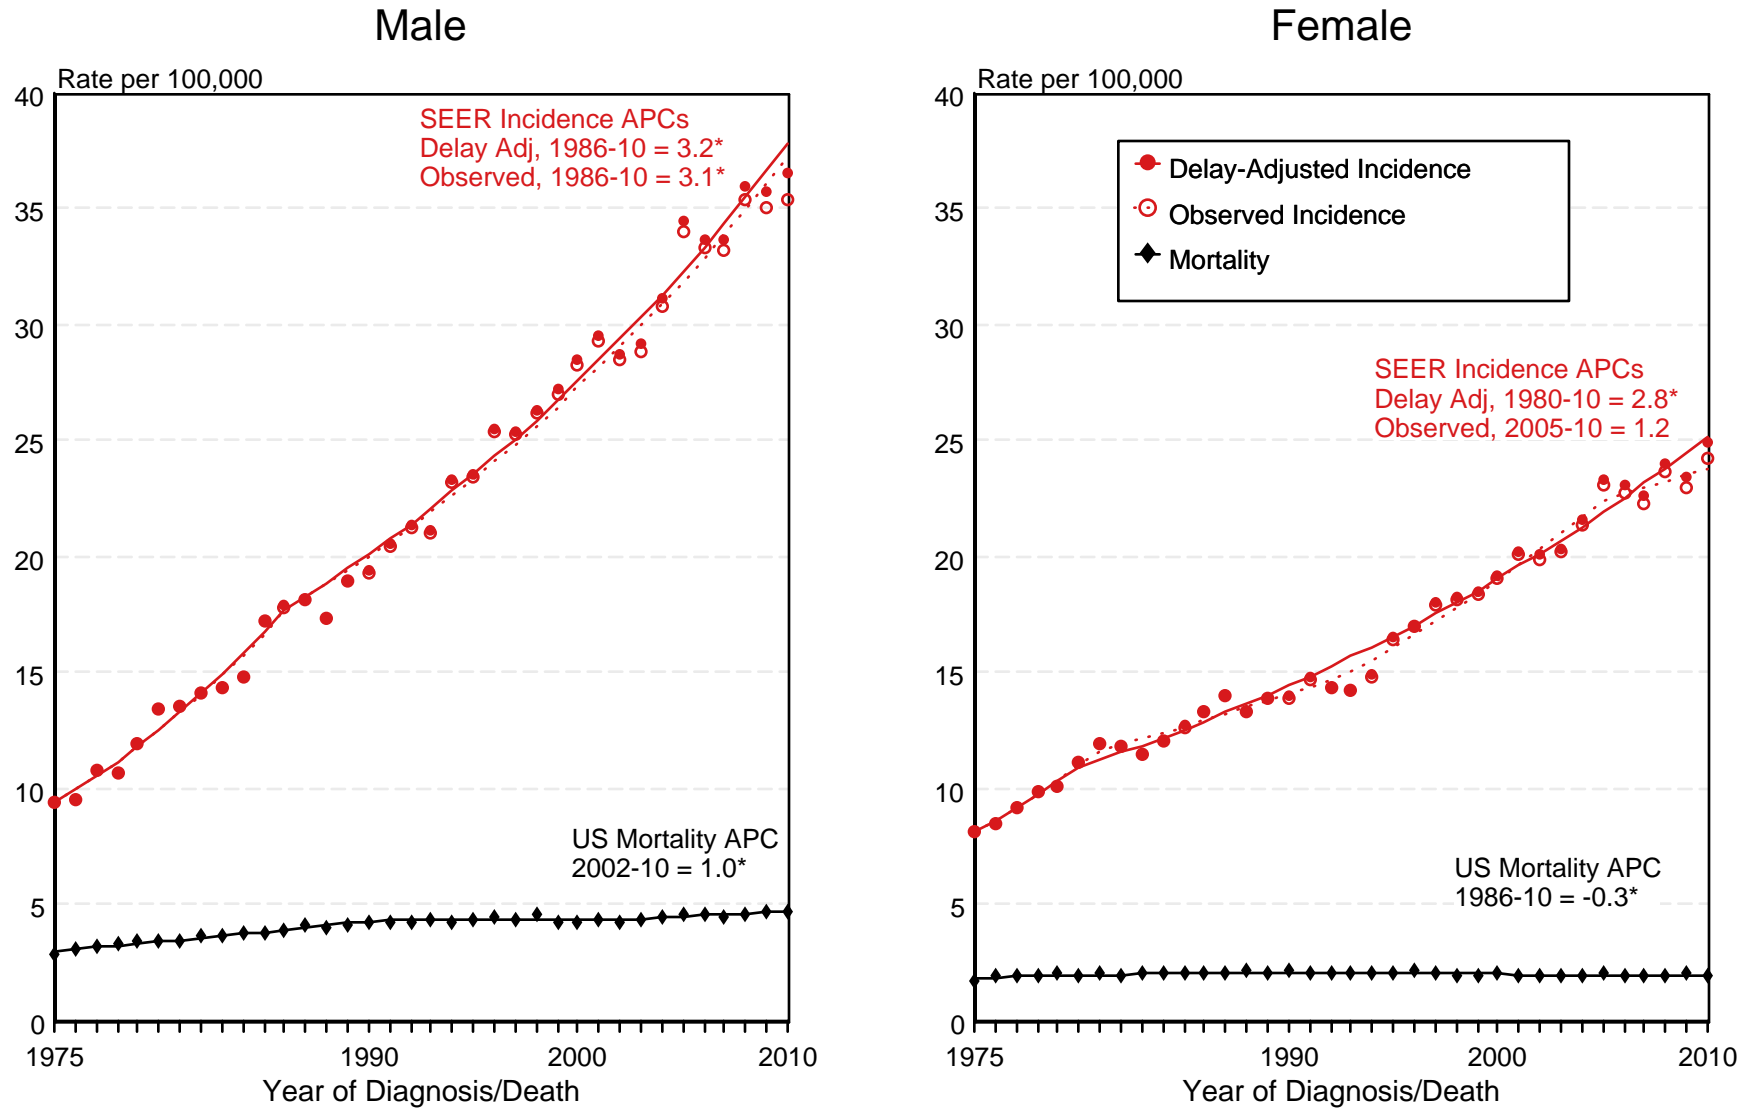 Male
Rate per 100,000
40
35
30
25
20
15
10
5
0
SEER Incidence APCs
Delay Adj, 1986-10 = 3.2*
Observed, 1986-10 = 3.1*
US Mortality APC
2002-10 = 1.0*
1975 1990 2000 2010
Year of Diagnosis/Death
Female
Rate per 100,000
40
35
30
25
20
15
10
5
0
Delay-Adjusted Incidence
Observed Incidence
Mortality
SEER Incidence APCs
Delay Adj, 1980-10 = 2.8*
Observed, 2005-10 = 1.2
US Mortality APC
1986-10 = -0.3*
1975 1990 2000 2010
Year of Diagnosis/Death